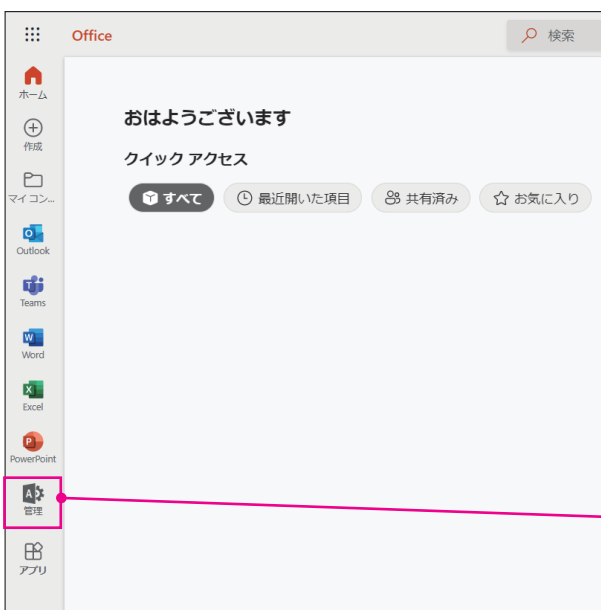 Office
検索
ホーム
作成
マイ コン...
Outlook
Teams
Word
Excel
PowerPoint
管理
アプリ
おはようございます
クイック アクセス
すべて
最近開いた項目
共有済み
お気に入り